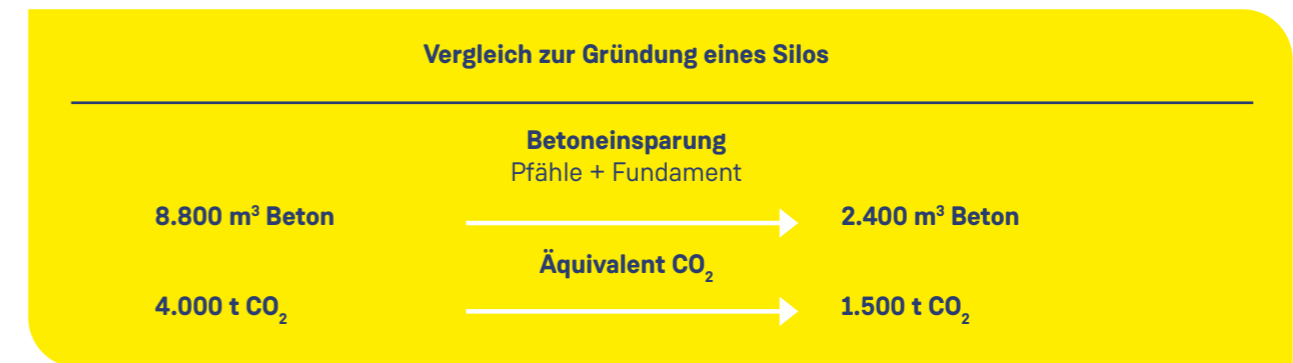 Vergleich zur Gründung eines Silos
Betoneinsparung
Pfähle + Fundament
8.800 m³ Beton 2.400 m³ Beton
Äquivalent CO₂
4.000 t CO₂ 1.500 t CO₂